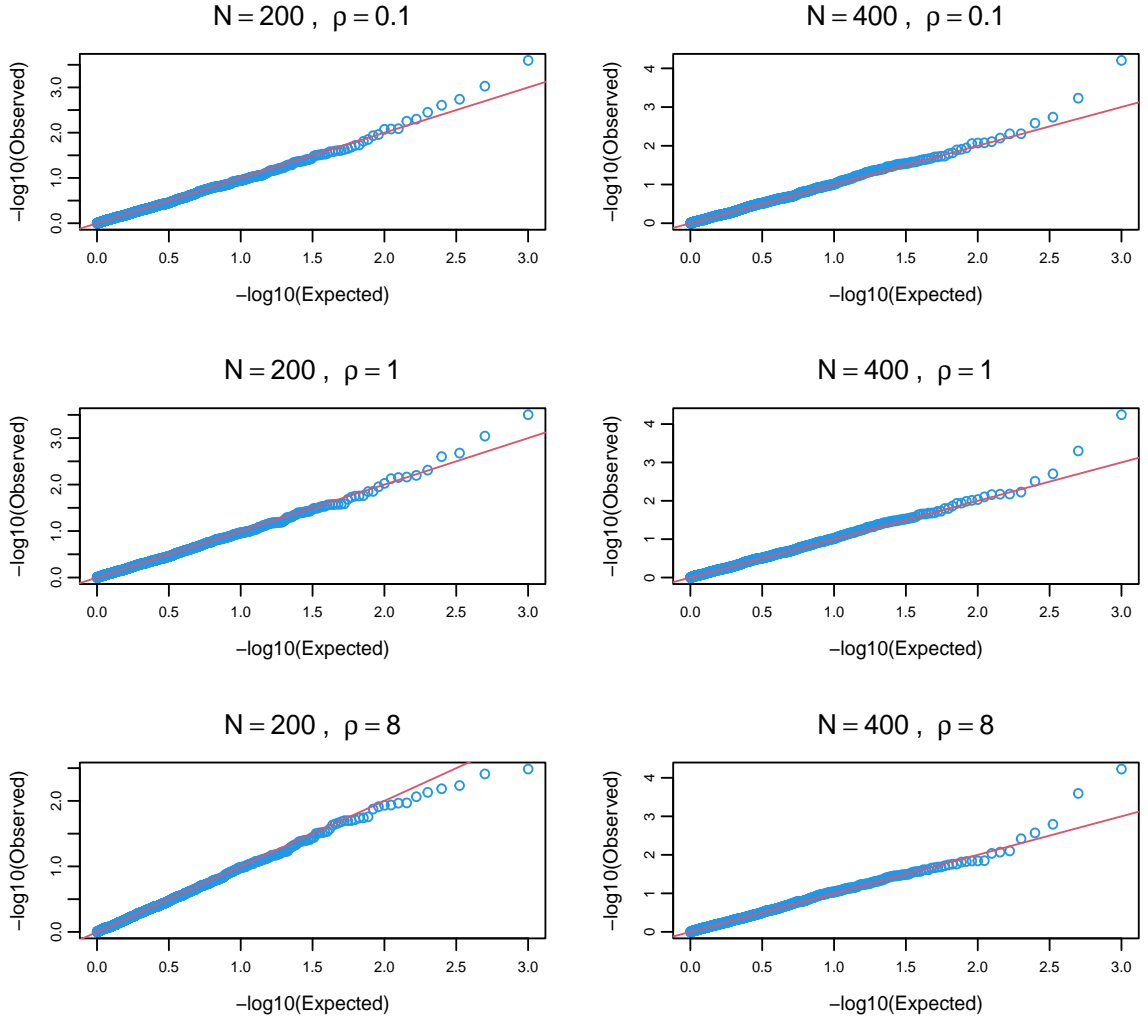 N = 200 , ρ = 0.1
−log10(Observed)
0.0 1.0 2.0 3.0
0.0 0.5 1.0 1.5 2.0 2.5 3.0
−log10(Expected)
N = 400 , ρ = 0.1
−log10(Observed)
0 1 2 3 4
0.0 0.5 1.0 1.5 2.0 2.5 3.0
−log10(Expected)
N = 200 , ρ = 1
−log10(Observed)
0.0 1.0 2.0 3.0
0.0 0.5 1.0 1.5 2.0 2.5 3.0
−log10(Expected)
N = 400 , ρ = 1
−log10(Observed)
0 1 2 3 4
0.0 0.5 1.0 1.5 2.0 2.5 3.0
−log10(Expected)
N = 200 , ρ = 8
−log10(Observed)
0.0 1.0 2.0
0.0 0.5 1.0 1.5 2.0 2.5 3.0
−log10(Expected)
N = 400 , ρ = 8
−log10(Observed)
0 1 2 3 4
0.0 0.5 1.0 1.5 2.0 2.5 3.0
−log10(Expected)